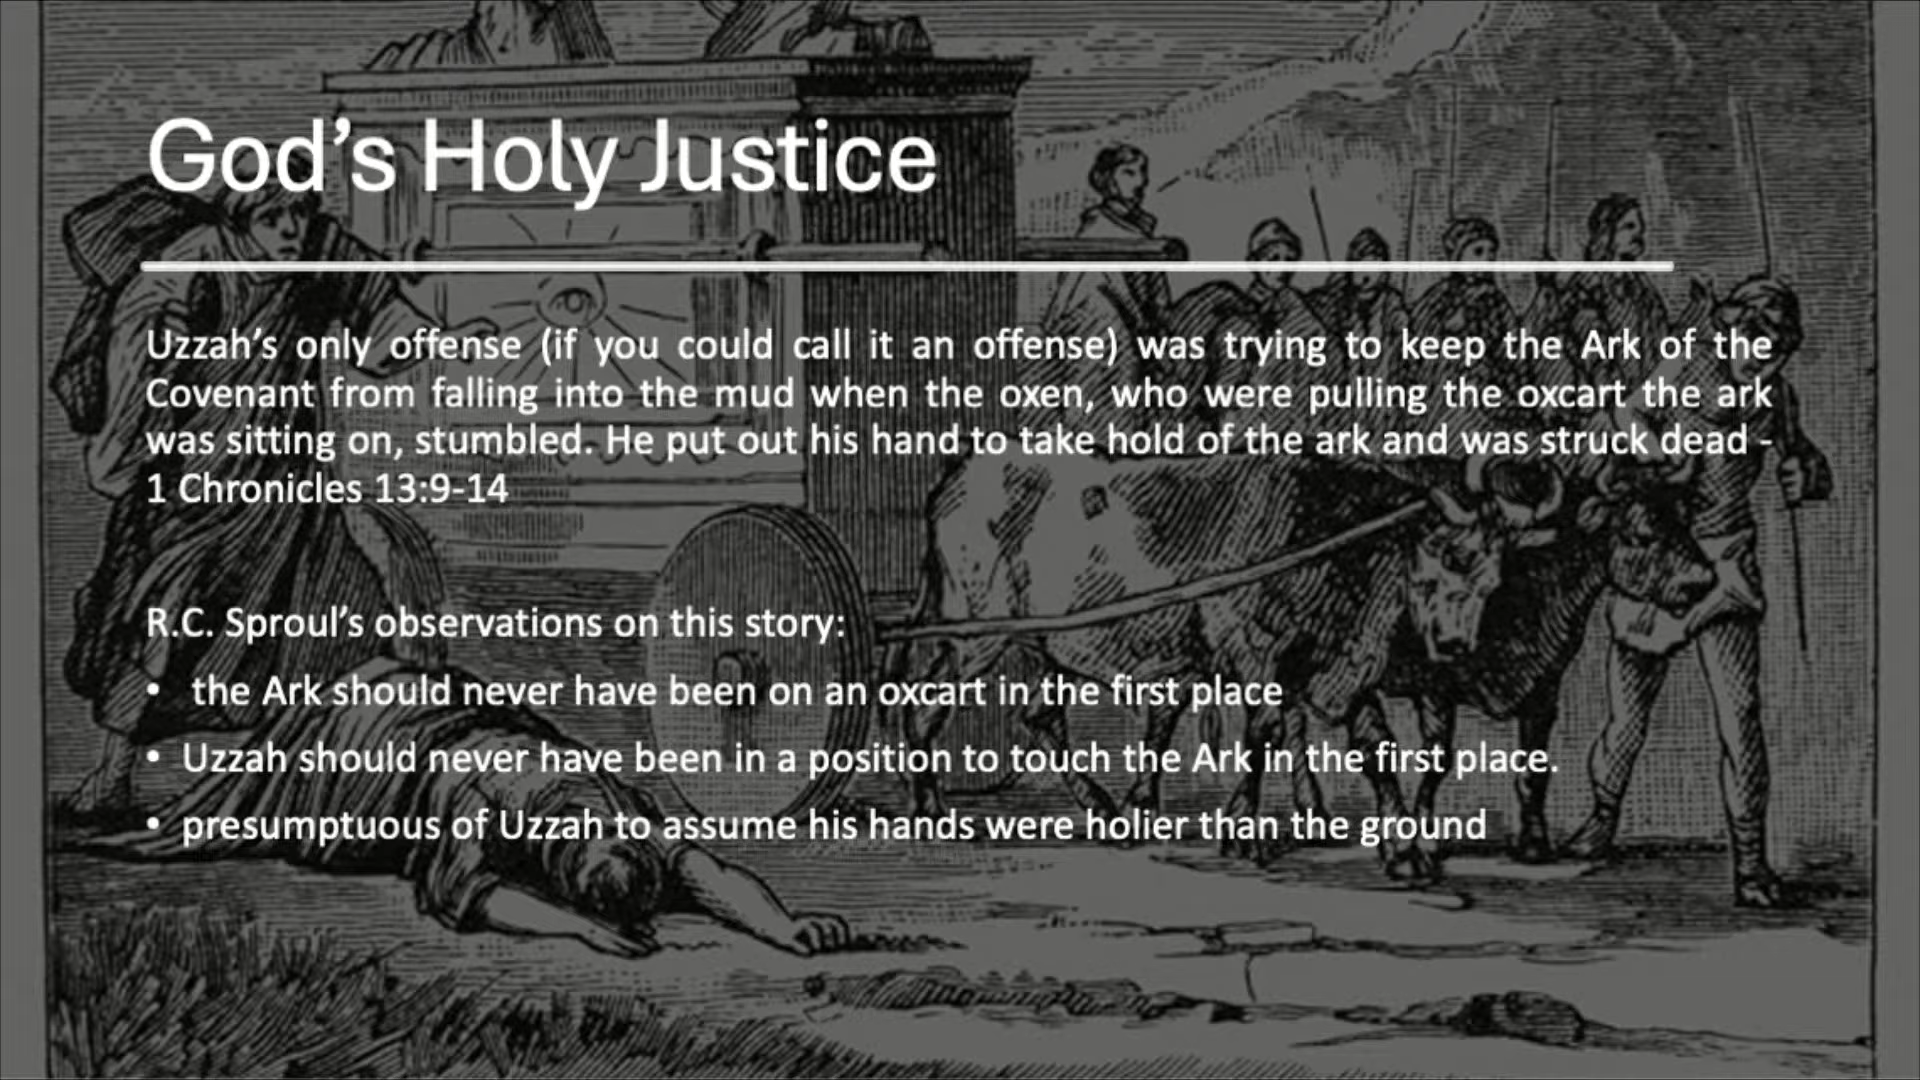 God’s Holy Justice
Uzzah’s only offense (if you could call it an offense) was trying to keep the Ark of the
Covenant from falling into the mud when the oxen, who were pulling the oxcart the ark
was sitting on, stumbled. He put out his hand to take hold of the ark and was struck dead -
1 Chronicles 13:9-14
R.C. Sproul’s observations on this story:
• the Ark should never have been on an oxcart in the first place
• Uzzah should never have been in a position to touch the Ark in the first place.
• presumptuous of Uzzah to assume his hands were holier than the ground